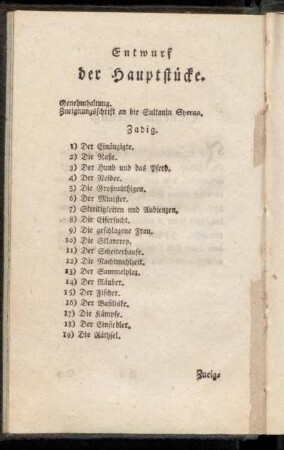 Entwurf
der Hauptstücke.
Genehmhaltung.
Zueignungsschrift an die Sultanin Sheraa.
Zadig.
1) Der Einäugigte.
2) Die Nase.
3) Der Hund und das Pferd.
4) Der Neider.
5) Die Großmüthigen.
6) Der Minister.
7) Streitigkeiten und Audienzen.
8) Die Eifersucht.
9) Die geschlagene Frau.
10) Die Sklaverey.
11) Der Scheiterhaufe.
12) Die Nachtmahlzeit.
13) Der Sammelplaz.
14) Der Räuber.
15) Der Fischer.
16) Der Basiliske.
17) Die Kämpfe.
18) Der Einsiedler.
19) Die Räthsel.
Zueig-